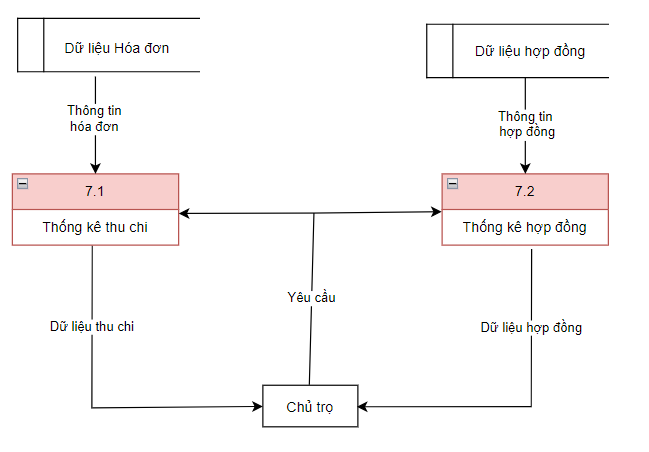 Dữ liệu Hóa đơn
Dữ liệu hợp đồng
Thông tin
hóa đơn
Thông tin
hợp đồng
7.1
7.2
Thống kê thu chi
Thống kê hợp đồng
Yêu cầu
Dữ liệu thu chi
Dữ liệu hợp đồng
Chủ trọ